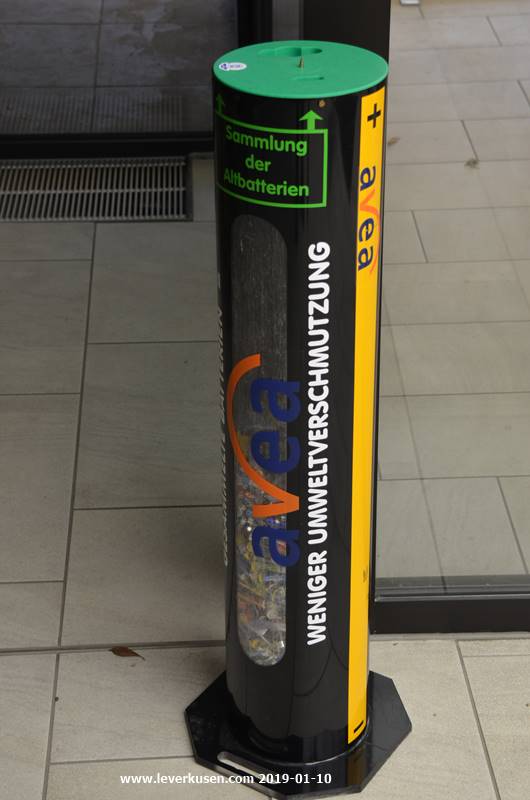 Sammlung
der
Altbatterien
+ avea
avea
WENIGER UMWELTVERSCHMUTZUNG
www.leverkusen.com 2019-01-10